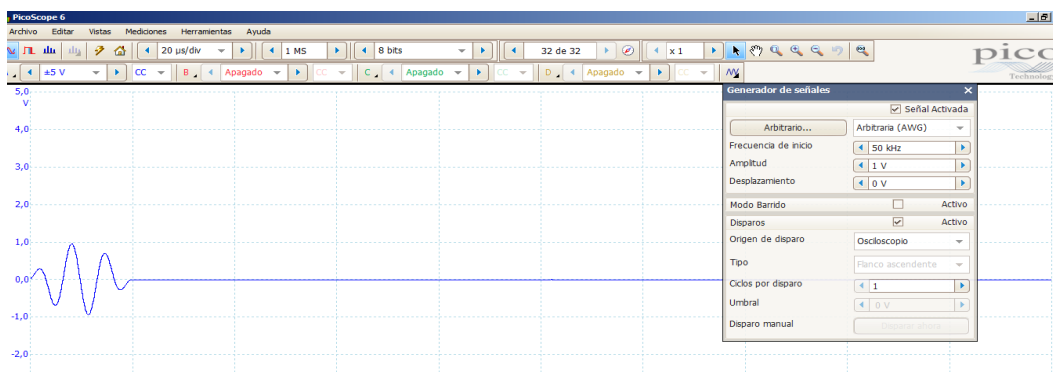 PicoScope 6
Archivo Editar Vistas Mediciones Herramientas Ayuda
20 µs/div 1 MS 8 bits 32 de 32 x 1
pico
Technolog
±5 V CC B Apagado CC C Apagado CC D Apagado CC
5,0
V
4,0
3,0
2,0
1,0
0,0
-1,0
-2,0
Generador de señales
Señal Activada
Arbitrario... Arbitraria (AWG)
Frecuencia de inicio 50 kHz
Amplitud 1 V
Desplazamiento 0 V
Modo Barrido Activo
Disparos Activo
Origen de disparo Osciloscopio
Tipo Flanco ascendente
Ciclos por disparo 1
Umbral 0 V
Disparo manual Disparar ahora